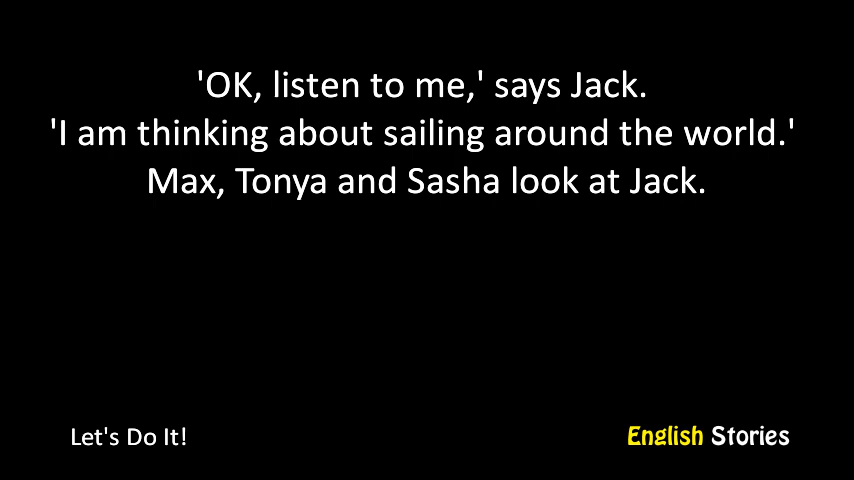 'OK, listen to me,' says Jack.
'I am thinking about sailing around the world.'
Max, Tonya and Sasha look at Jack.
Let's Do It!
English Stories